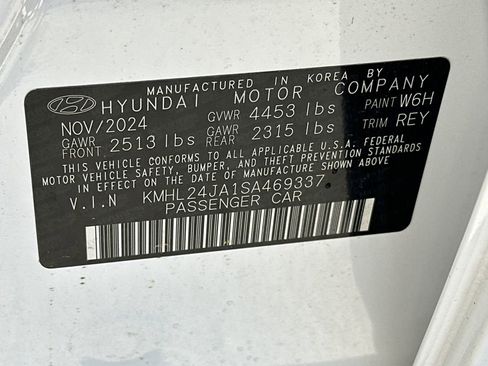 MANUFACTURED IN KOREA BY
HYUNDAI MOTOR COMPANY
NOV/2024 GVWR 4453 lbs PAINT W6H
GAWR FRONT 2513 lbs GAWR REAR 2315 lbs TRIM REY
THIS VEHICLE CONFORMS TO ALL APPLICABLE U.S.A. FEDERAL
MOTOR VEHICLE SAFETY, BUMPER, AND THEFT PREVENTION STANDARDS
IN EFFECT ON THE DATE OF MANUFACTURE SHOWN ABOVE.
V.I.N KMHL24JA1SA469337
PASSENGER CAR